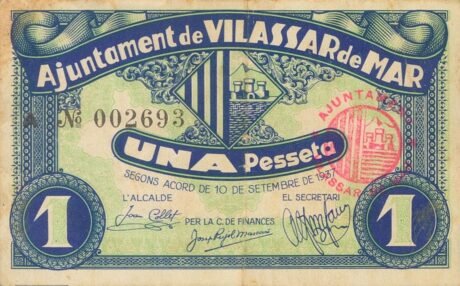 Ajuntament de VILASSAR de MAR
A Nº 002693
AJUNTAME
UNA Pesseta
SEGONS ACORD DE 10 DE SETEMBRE DE 1937
L'ALCALDE
EL SECRETARI
PER LA C. DE FINANCES
1
1